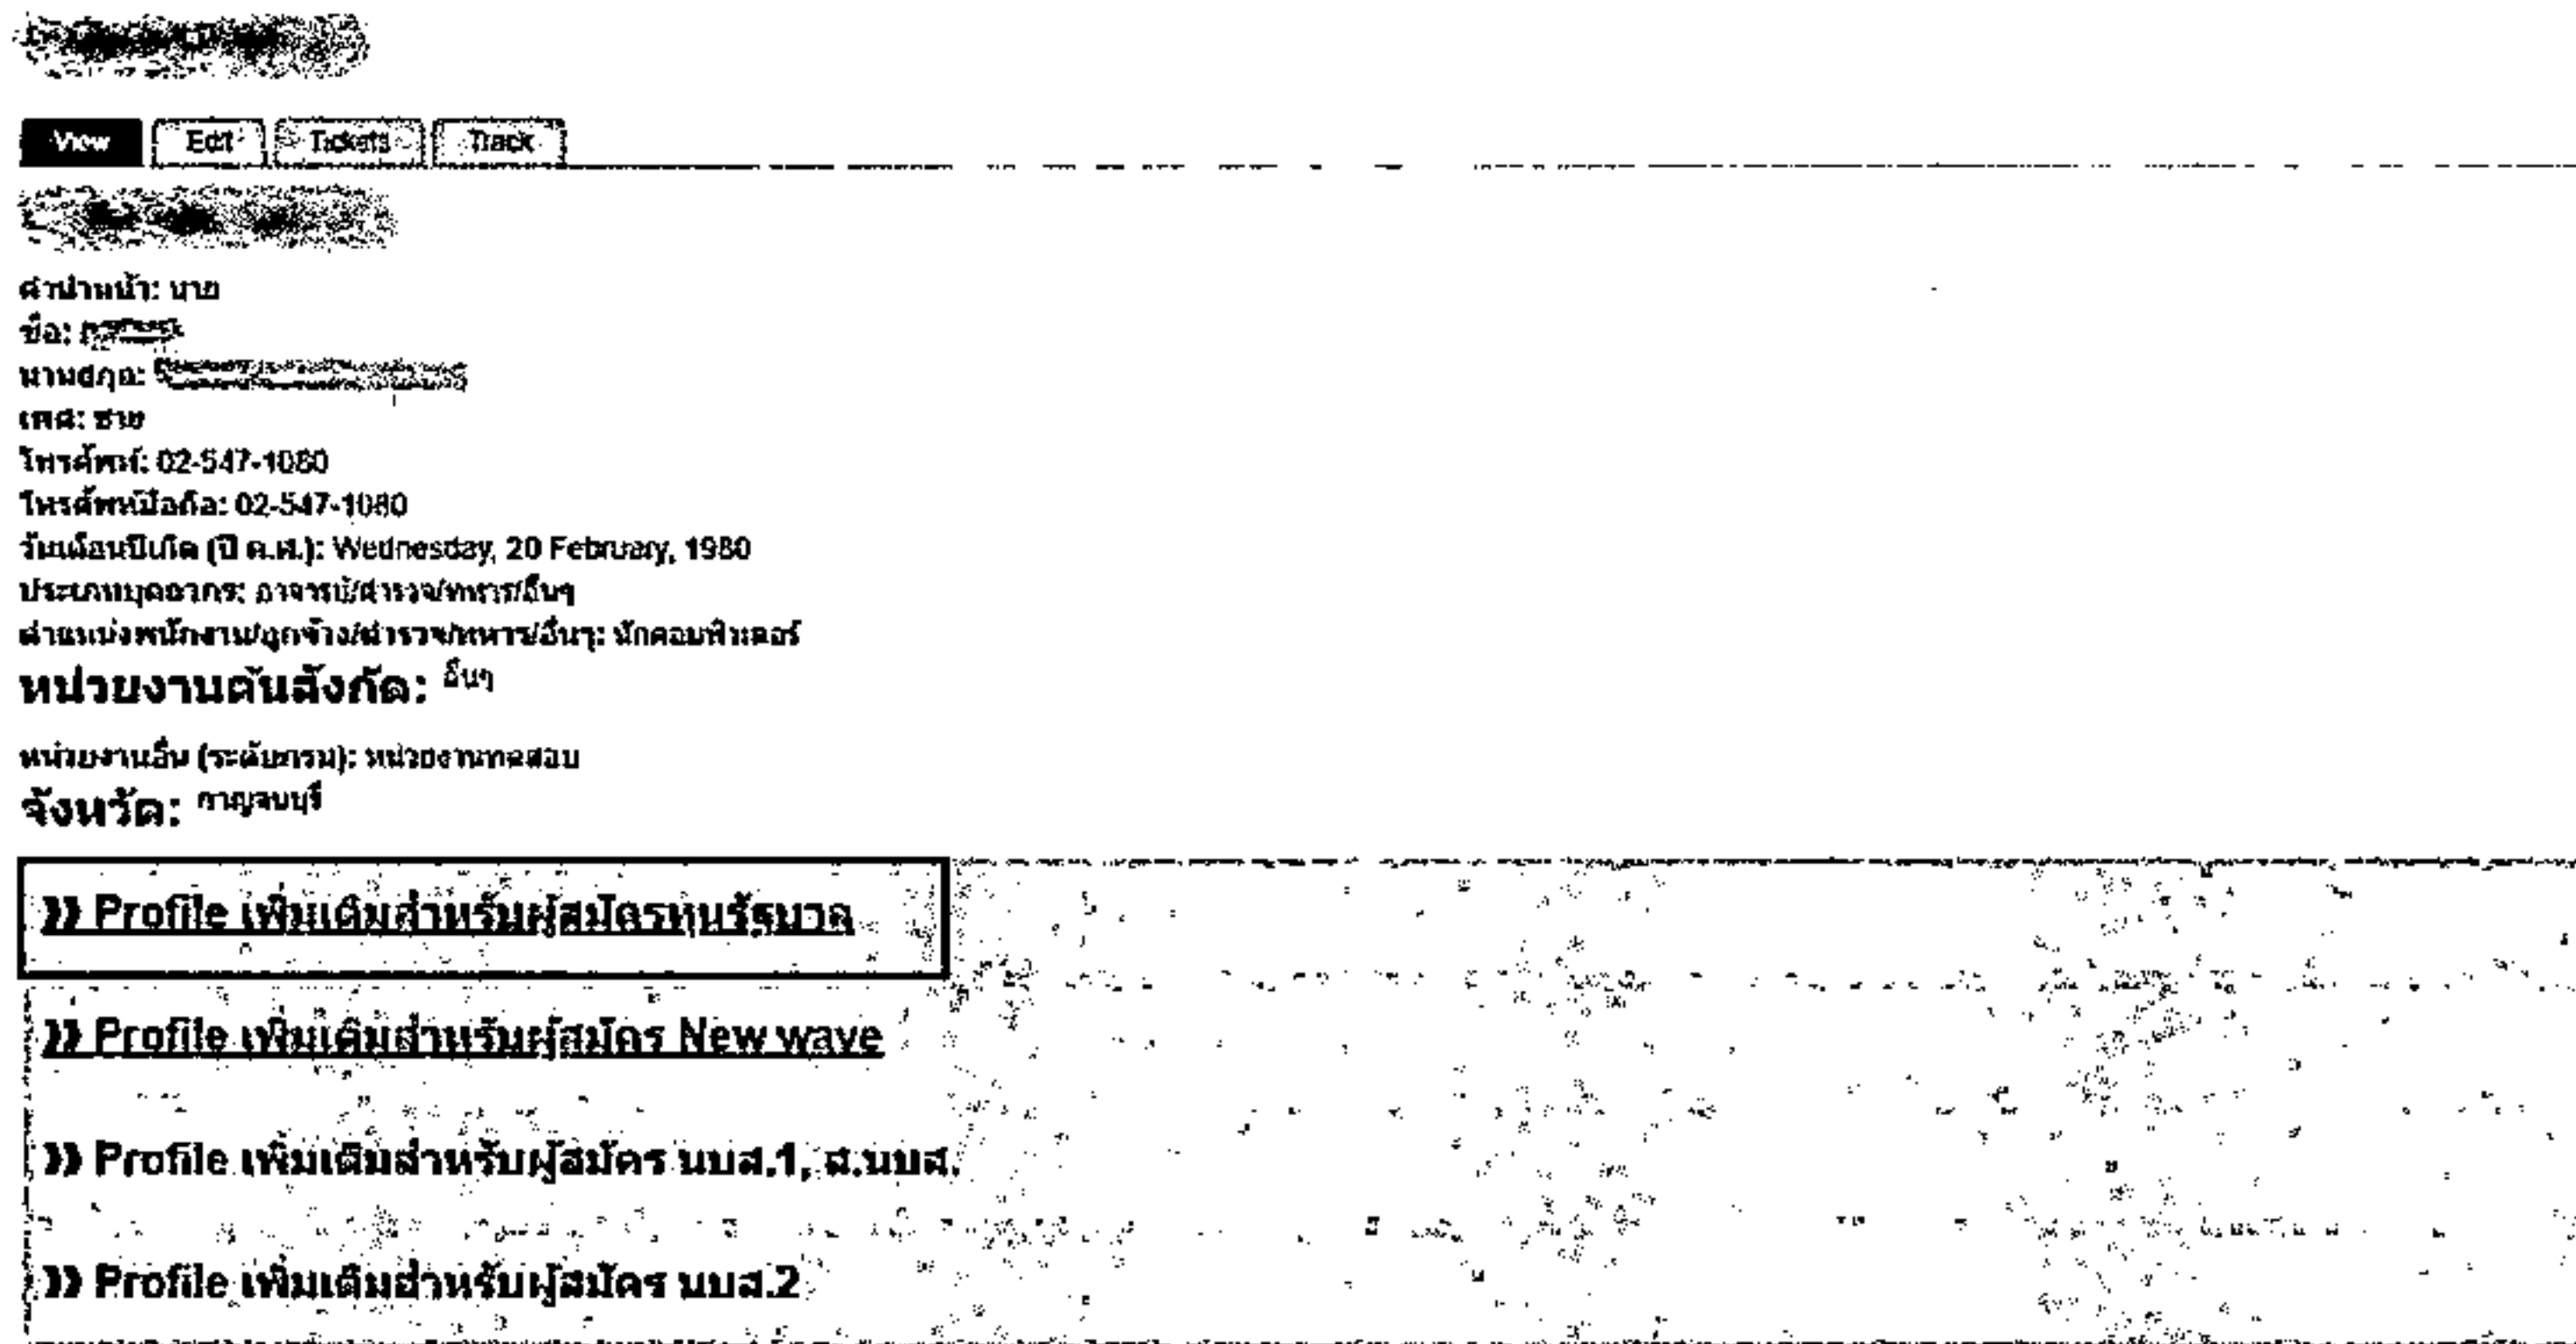 View Edit Tickets Track
คำนำหน้า: นาย
ชื่อ:
นามสกุล:
เพศ: ชาย
โทรศัพท์: 02-547-1080
โทรศัพท์มือถือ: 02-547-1080
วันเดือนปีเกิด (ปี ค.ศ.): Wednesday, 20 February, 1980
ประเภทบุคลากร: อาจารย์/ตำรวจ/ทหาร/อื่นๆ
ตำแหน่งพนักงาน/ลูกจ้าง/ตำรวจ/ทหาร/อื่นๆ: นักคอมพิวเตอร์
หน่วยงานต้นสังกัด: อื่นๆ
หน่วยงานอื่น (ระดับกรม): หน่วยงานทดสอบ
จังหวัด: กาญจนบุรี
》 Profile เพิ่มเติมสำหรับผู้สมัครทุนรัฐบาล
》 Profile เพิ่มเติมสำหรับผู้สมัคร New wave
》 Profile เพิ่มเติมสำหรับผู้สมัคร นบส.1, ส.นบส.
》 Profile เพิ่มเติมสำหรับผู้สมัคร นบส.2